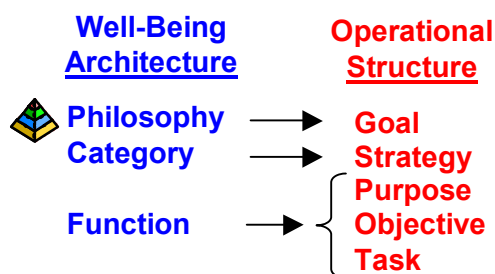 Well-Being
Architecture
Operational
Structure
Philosophy
Goal
Category
Strategy
Function
Purpose
Objective
Task